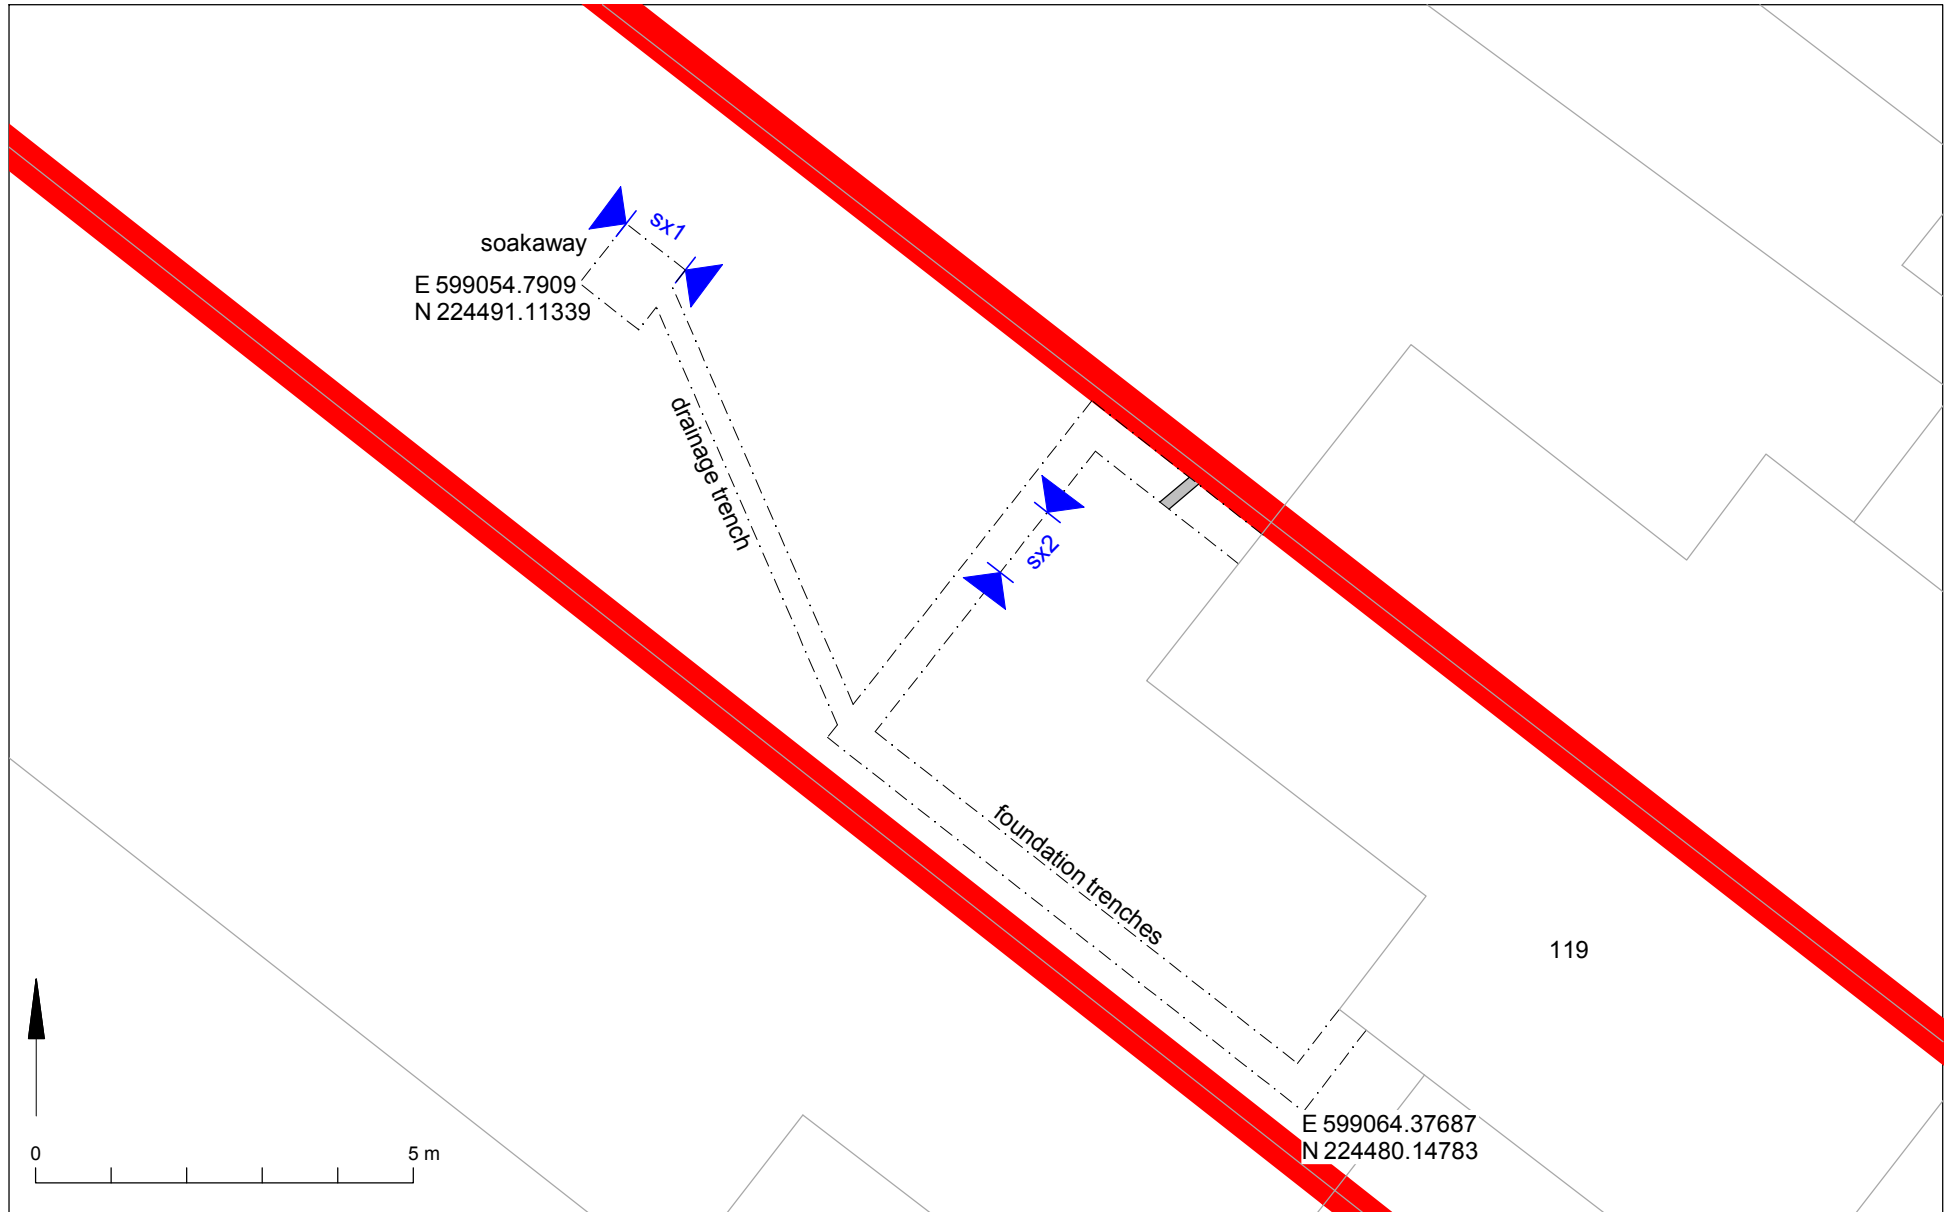 sx1
soakaway
E 599054.7909
N 224491.11339
drainage trench
sx2
foundation trenches
119
E 599064.37687
N 224480.14783
0 5 m